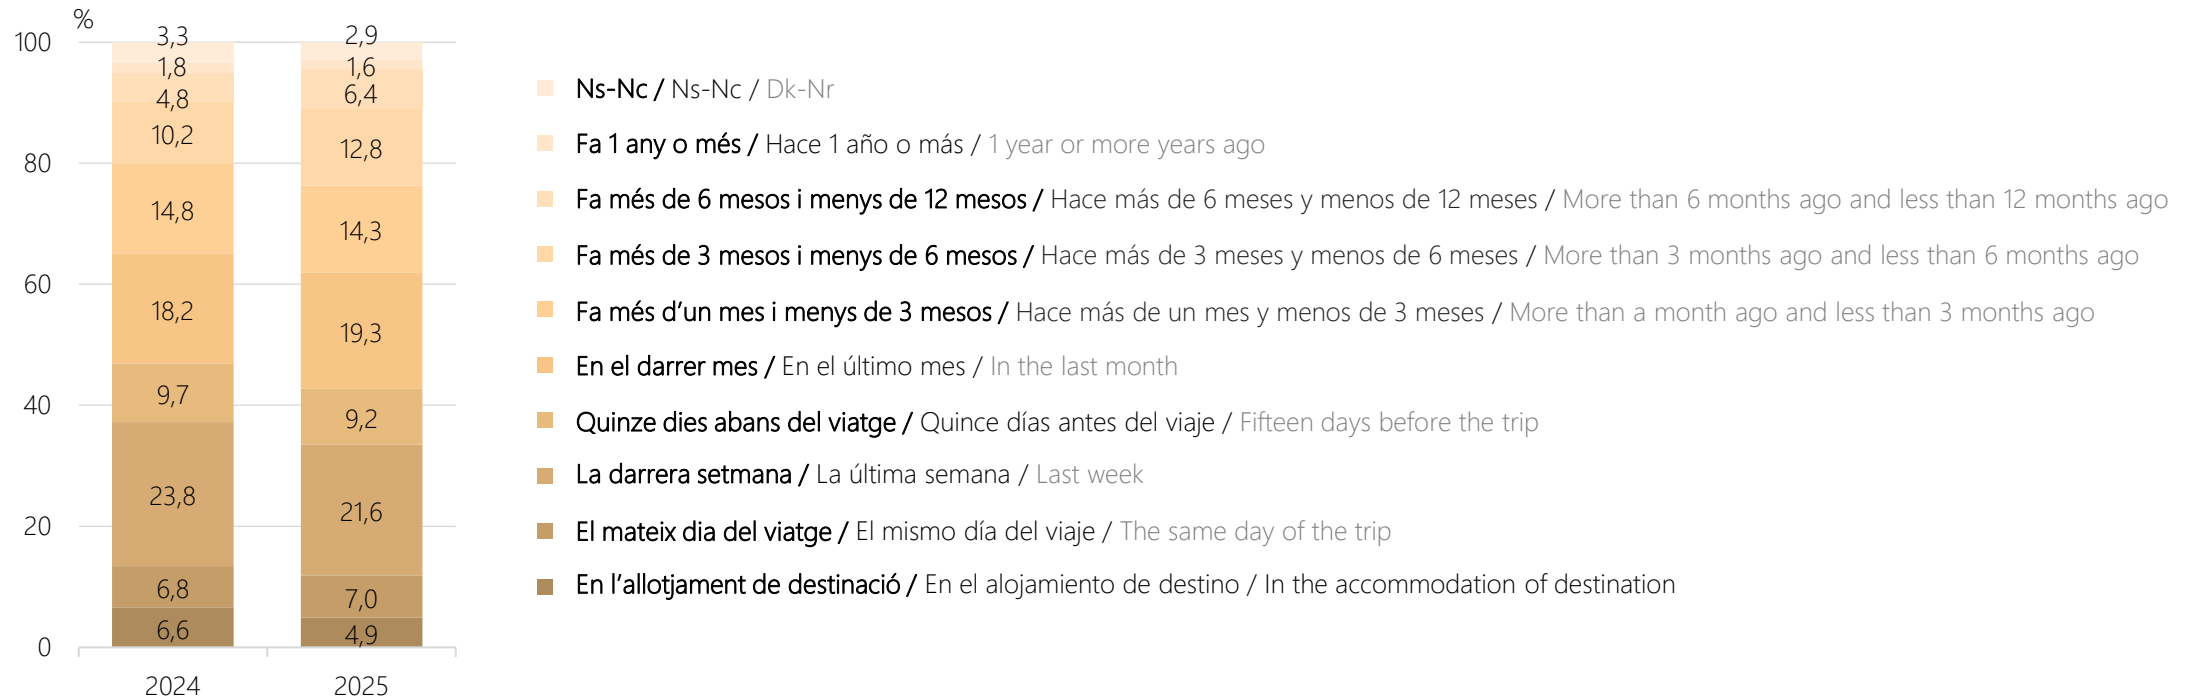 %
100
80
60
40
20
0
3,3
1,8
4,8
10,2
14,8
18,2
9,7
23,8
6,8
6,6
2024
2,9
1,6
6,4
12,8
14,3
19,3
9,2
21,6
7,0
4,9
2025
Ns-Nc / Ns-Nc / Dk-Nr
Fa 1 any o més / Hace 1 año o más / 1 year or more years ago
Fa més de 6 mesos i menys de 12 mesos / Hace más de 6 meses y menos de 12 meses / More than 6 months ago and less than 12 months ago
Fa més de 3 mesos i menys de 6 mesos / Hace más de 3 meses y menos de 6 meses / More than 3 months ago and less than 6 months ago
Fa més d’un mes i menys de 3 mesos / Hace más de un mes y menos de 3 meses / More than a month ago and less than 3 months ago
En el darrer mes / En el último mes / In the last month
Quinze dies abans del viatge / Quince días antes del viaje / Fifteen days before the trip
La darrera setmana / La última semana / Last week
El mateix dia del viatge / El mismo día del viaje / The same day of the trip
En l’allotjament de destinació / En el alojamiento de destino / In the accommodation of destination